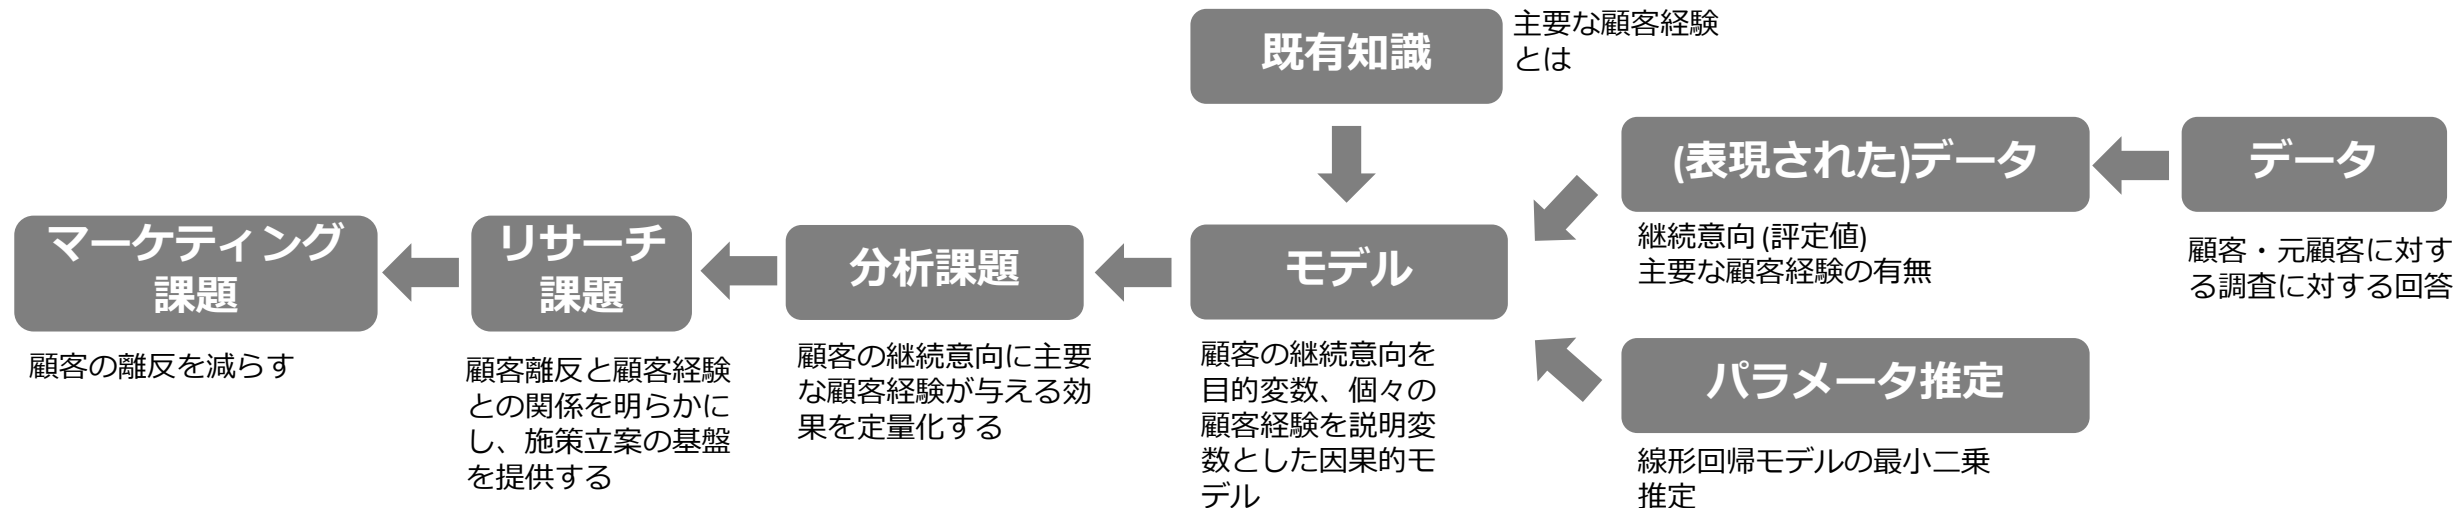 既有知識
主要な顧客経験
とは
(表現された)データ
継続意向 (評定値)
主要な顧客経験の有無
データ
顧客・元顧客に対す
る調査に対する回答
マーケティング
課題
顧客の離反を減らす
リサーチ
課題
顧客離反と顧客経験
との関係を明らかに
し、施策立案の基盤
を提供する
分析課題
顧客の継続意向に主要
な顧客経験が与える効
果を定量化する
モデル
顧客の継続意向を
目的変数、個々の
顧客経験を説明変
数とした因果的モ
デル
パラメータ推定
線形回帰モデルの最小二乗
推定